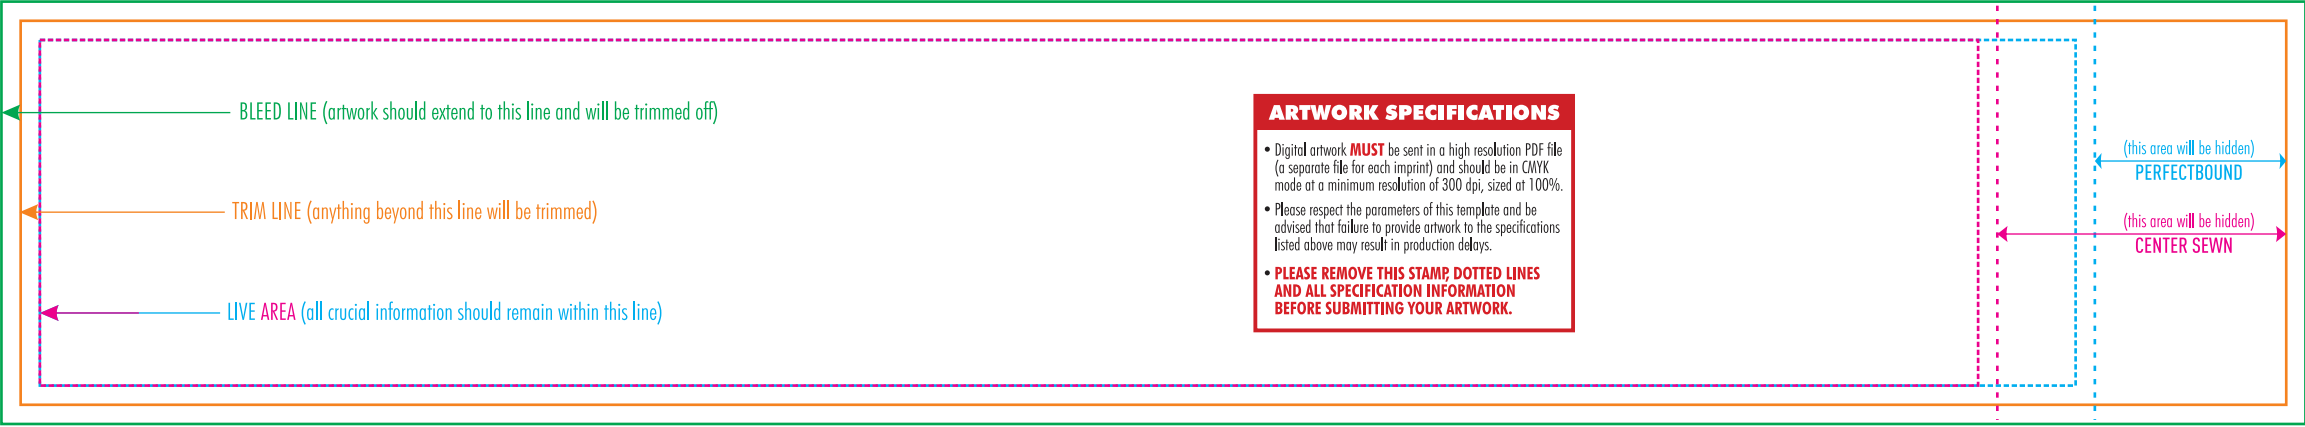 BLEED LINE (artwork should extend to this line and will be trimmed off)
TRIM LINE (anything beyond this line will be trimmed)
LIVE AREA (all crucial information should remain within this line)
ARTWORK SPECIFICATIONS
• Digital artwork MUST be sent in a high resolution PDF file
(a separate file for each imprint) and should be in CMYK
mode at a minimum resolution of 300 dpi, sized at 100%.
• Please respect the parameters of this template and be
advised that failure to provide artwork to the specifications
listed above may result in production delays.
• PLEASE REMOVE THIS STAMP, DOTTED LINES
AND ALL SPECIFICATION INFORMATION
BEFORE SUBMITTING YOUR ARTWORK.
(this area will be hidden)
PERFECTBOUND
(this area will be hidden)
CENTER SEWN